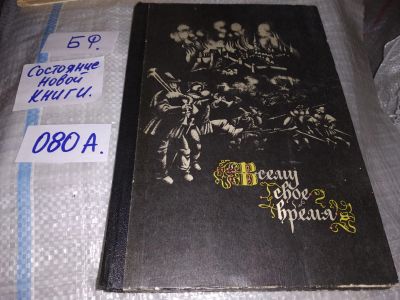 Б Ф.
Состояние
новой
книги.
080 А.
Всему
свое
время